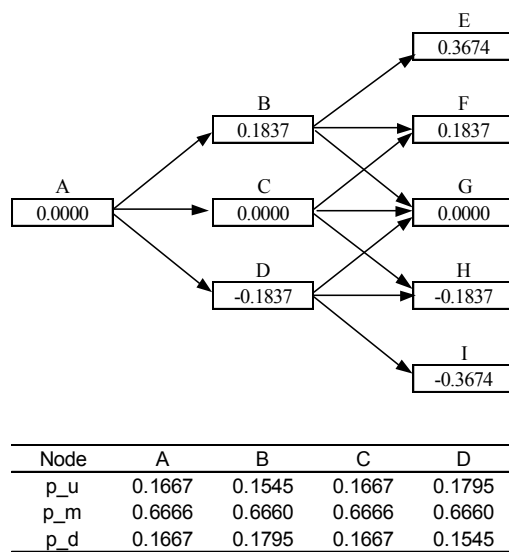 E
0.3674
B
F
0.1837
0.1837
A
C
G
0.0000
0.0000
0.0000
D
H
-0.1837
-0.1837
I
-0.3674
Node A B C D
p_u 0.1667 0.1545 0.1667 0.1795
p_m 0.6666 0.6660 0.6666 0.6660
p_d 0.1667 0.1795 0.1667 0.1545